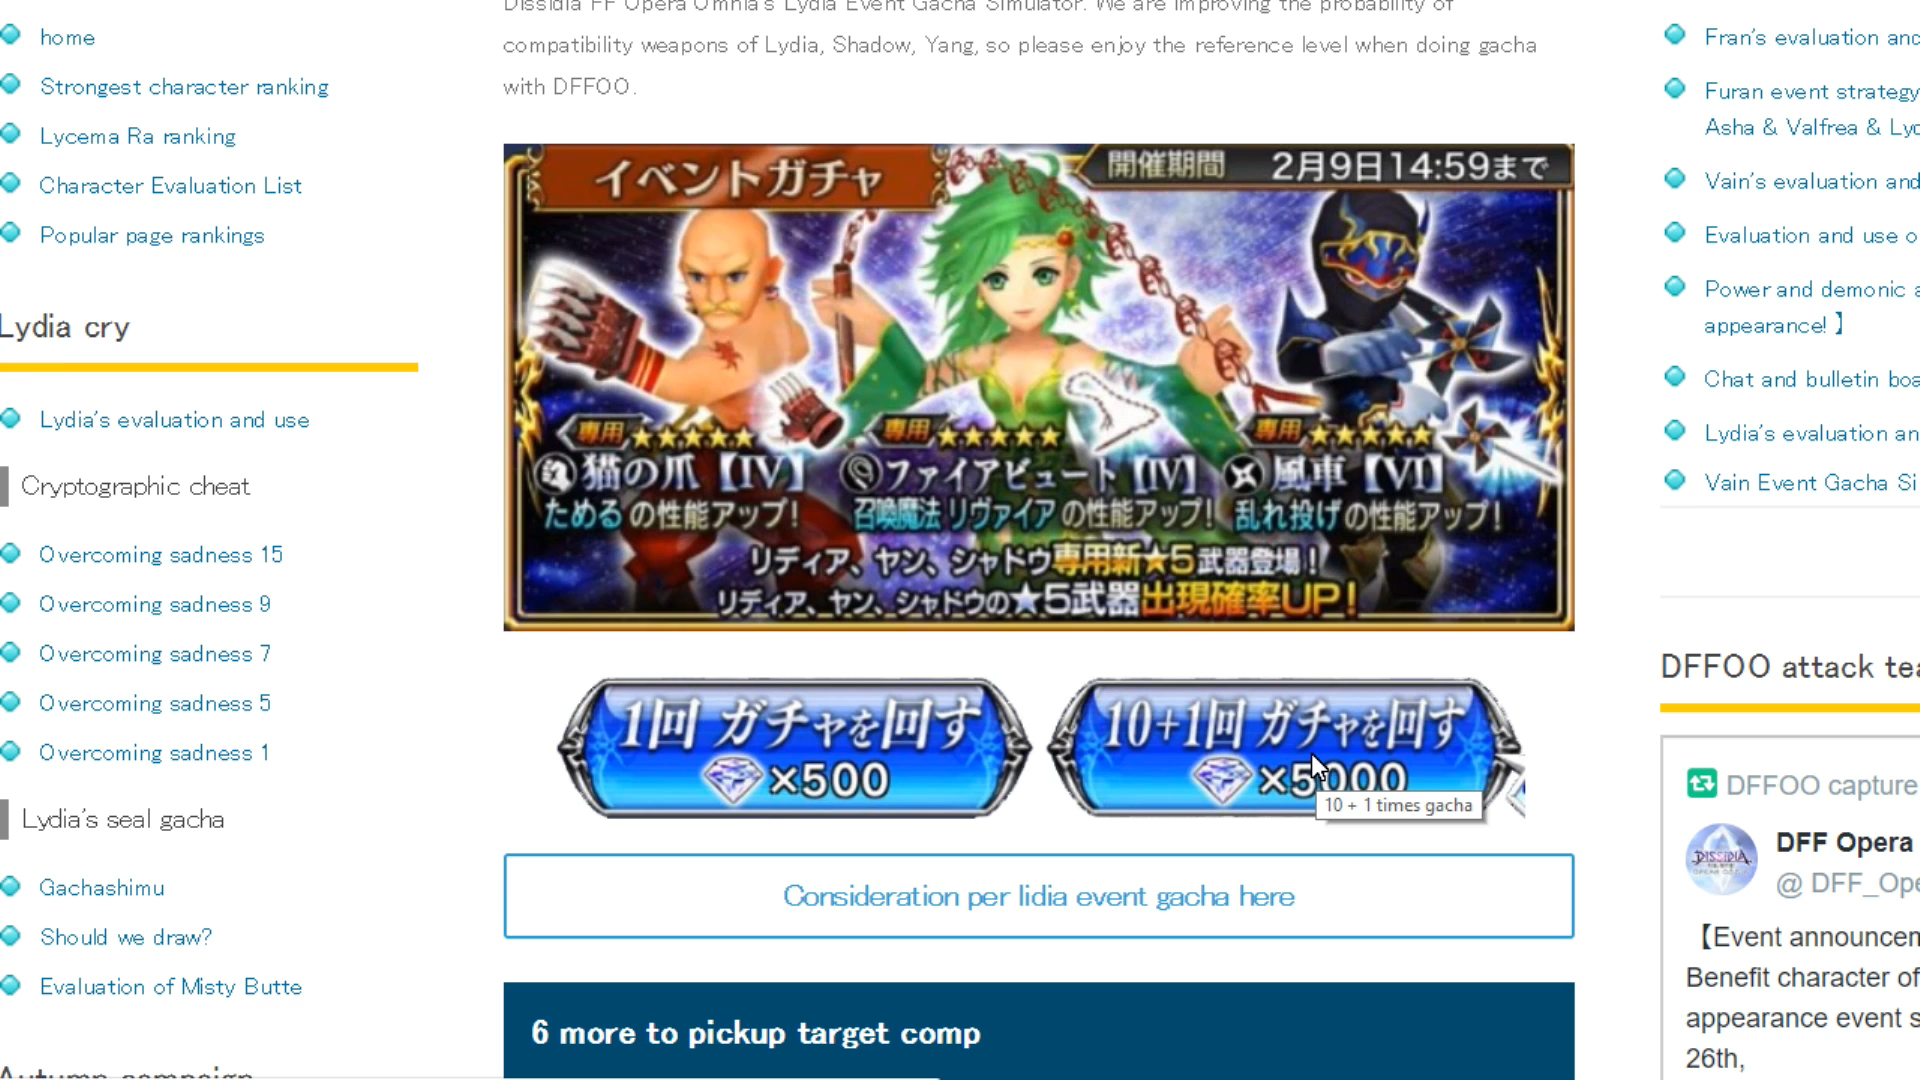 home
Strongest character ranking
Lycema Ra ranking
Character Evaluation List
Popular page rankings
Lydia cry
Lydia's evaluation and use
Cryptographic cheat
Overcoming sadness 15
Overcoming sadness 9
Overcoming sadness 7
Overcoming sadness 5
Overcoming sadness 1
Lydia's seal gacha
Gachashimu
Should we draw?
Evaluation of Misty Butte
Autumn campaign
Dissidia FF Opera Omnia's Lydia Event Gacha Simulator. We are improving the probability of
compatibility weapons of Lydia, Shadow, Yang, so please enjoy the reference level when doing gacha
with DFFOO.
イベントガチャ
開催期間 2月9日14:59まで
専用★★★★★ 専用★★★★★ 専用★★★★★
猫の爪【IV】 ファイアビュート【IV】 風車【VI】
ためるの性能アップ! 召喚魔法 リヴァイアの性能アップ! 乱れ投げの性能アップ!
リディア、ヤン、シャドウ専用新★5武器登場!
リディア、ヤン、シャドウの★5武器出現確率UP!
1回 ガチャを回す
×500
10+1回 ガチャを回す
×5000
10 + 1 times gacha
Consideration per lidia event gacha here
6 more to pickup target comp
Fran's evaluation and
Furan event strategy
Asha & Valfrea & Lyd
Vain's evaluation and
Evaluation and use o
Power and demonic a
appearance! 】
Chat and bulletin boa
Lydia's evaluation an
Vain Event Gacha Si
DFFOO attack tea
DFFOO capture
DFF Opera
@ DFF_Ope
【Event announcem
Benefit character of
appearance event s
26th,